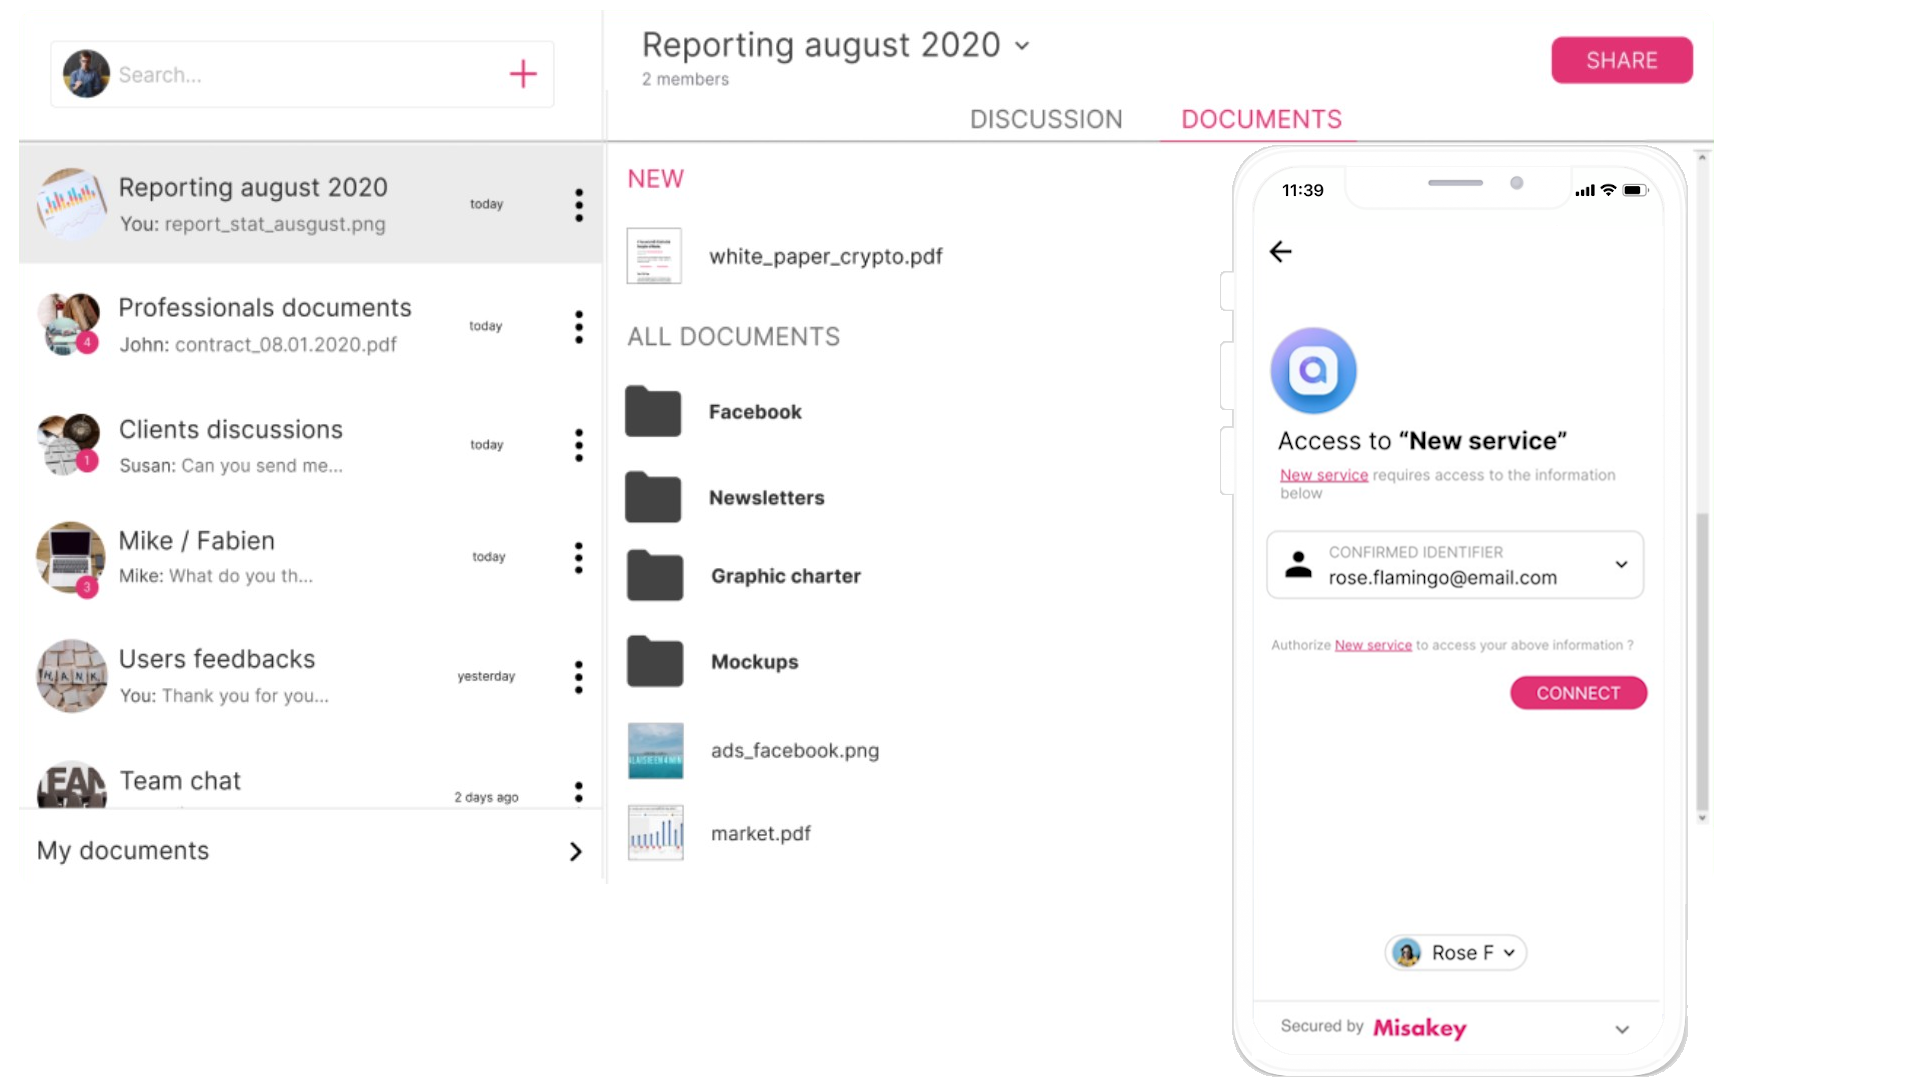 Search...
Reporting august 2020
You: report_stat_ausgust.png
today
Professionals documents
John: contract_08.01.2020.pdf
today
4
Clients discussions
Susan: Can you send me...
today
1
Mike / Fabien
Mike: What do you th...
today
3
Users feedbacks
You: Thank you for you...
yesterday
HANK
Team chat
2 days ago
EAM
My documents
Reporting august 2020
2 members
SHARE
DISCUSSION
DOCUMENTS
NEW
white_paper_crypto.pdf
ALL DOCUMENTS
Facebook
Newsletters
Graphic charter
Mockups
ads_facebook.png
market.pdf
11:39
Access to “New service”
New service requires access to the information
below
CONFIRMED IDENTIFIER
rose.flamingo@email.com
Authorize New service to access your above information ?
CONNECT
Rose F
Secured by Misakey